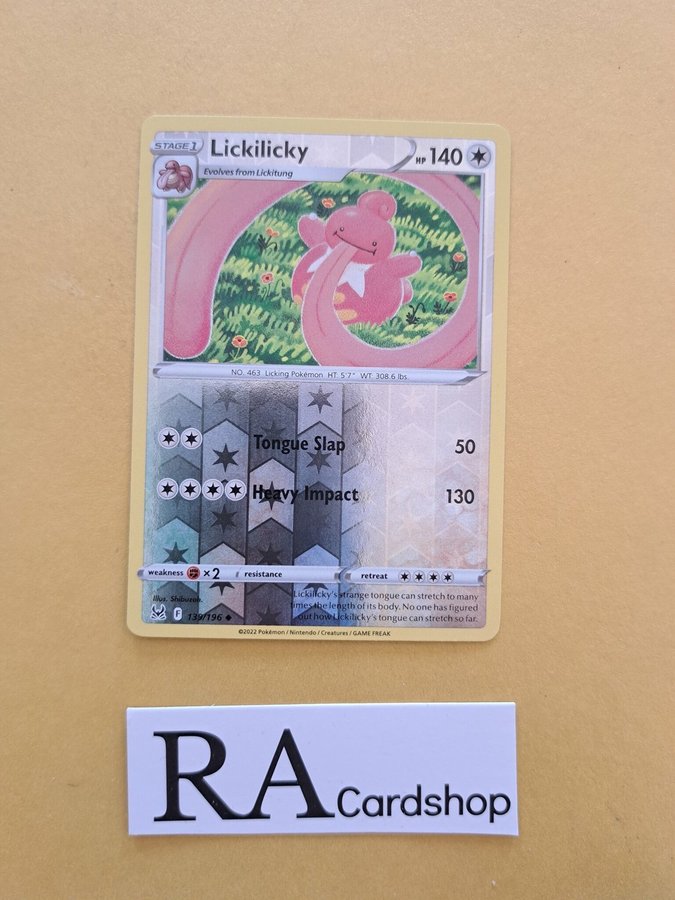 STAGE 1 Lickilicky HP 140
Evolves from Lickitung
NO. 463 Licking Pokémon HT: 5'7" WT: 308.6 lbs.
Tongue Slap 50
Heavy Impact 130
weakness ×2 resistance retreat
Illus. Shibuzoh.
Lickilicky's strange tongue can stretch to many
times the length of its body. No one has figured
out how Lickilicky's tongue can stretch so far.
F 139/196
©2022 Pokémon / Nintendo / Creatures / GAME FREAK
RA Cardshop